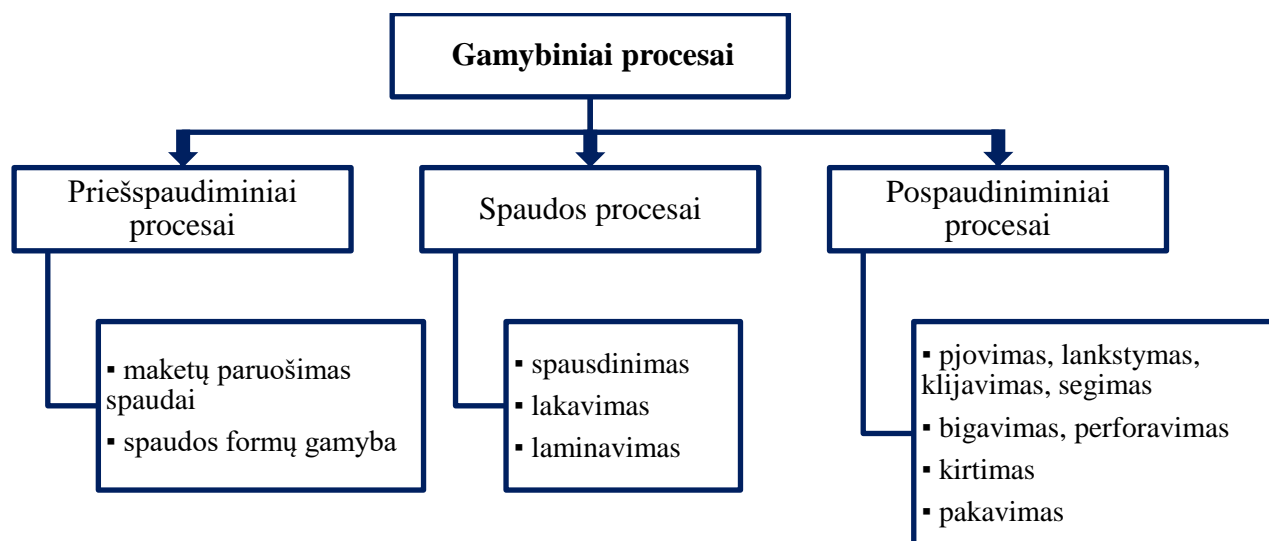 Gamybiniai procesai
Priešspaudiminiai
procesai
Spaudos procesai
Pospaudiniminiai
procesai
▪ maketų paruošimas
spaudai
▪ spaudos formų gamyba
▪ spausdinimas
▪ lakavimas
▪ laminavimas
▪ pjovimas, lankstymas,
klijavimas, segimas
▪ bigavimas, perforavimas
▪ kirtimas
▪ pakavimas